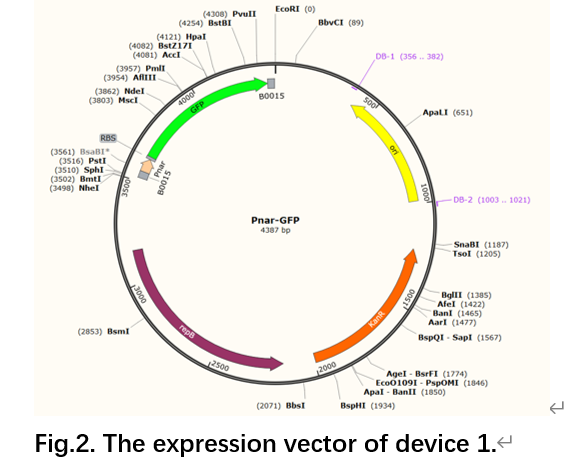 EcoRI (0)
BbvCI (89)
DB-1 (356 .. 382)
500
ApaLI (651)
ori
1000
DB-2 (1003 .. 1021)
SnaBI (1187)
TsoI (1205)
BglII (1385)
AfeI (1422)
BanI (1465)
AarI (1477)
1500
BspQI - SapI (1567)
KanR
AgeI - BsrFI (1774)
EcoO109I - PspOMI (1846)
ApaI - BanII (1850)
BspHI (1934)
2000
(2071) BbsI
2500
repB
(2853) BsmI
3000
(3498) NheI
(3502) BmtI
(3510) SphI
(3516) PstI
(3561) BsaBI*
3500
B0015
Pnar
RBS
(3803) MscI
(3862) NdeI
(3954) AflIII
(3957) PmlI
4000
(4081) AccI
(4082) BstZ17I
(4121) HpaI
(4254) BstBI
(4308) PvuII
GFP
B0015
Pnar-GFP
4387 bp
Fig.2. The expression vector of device 1.